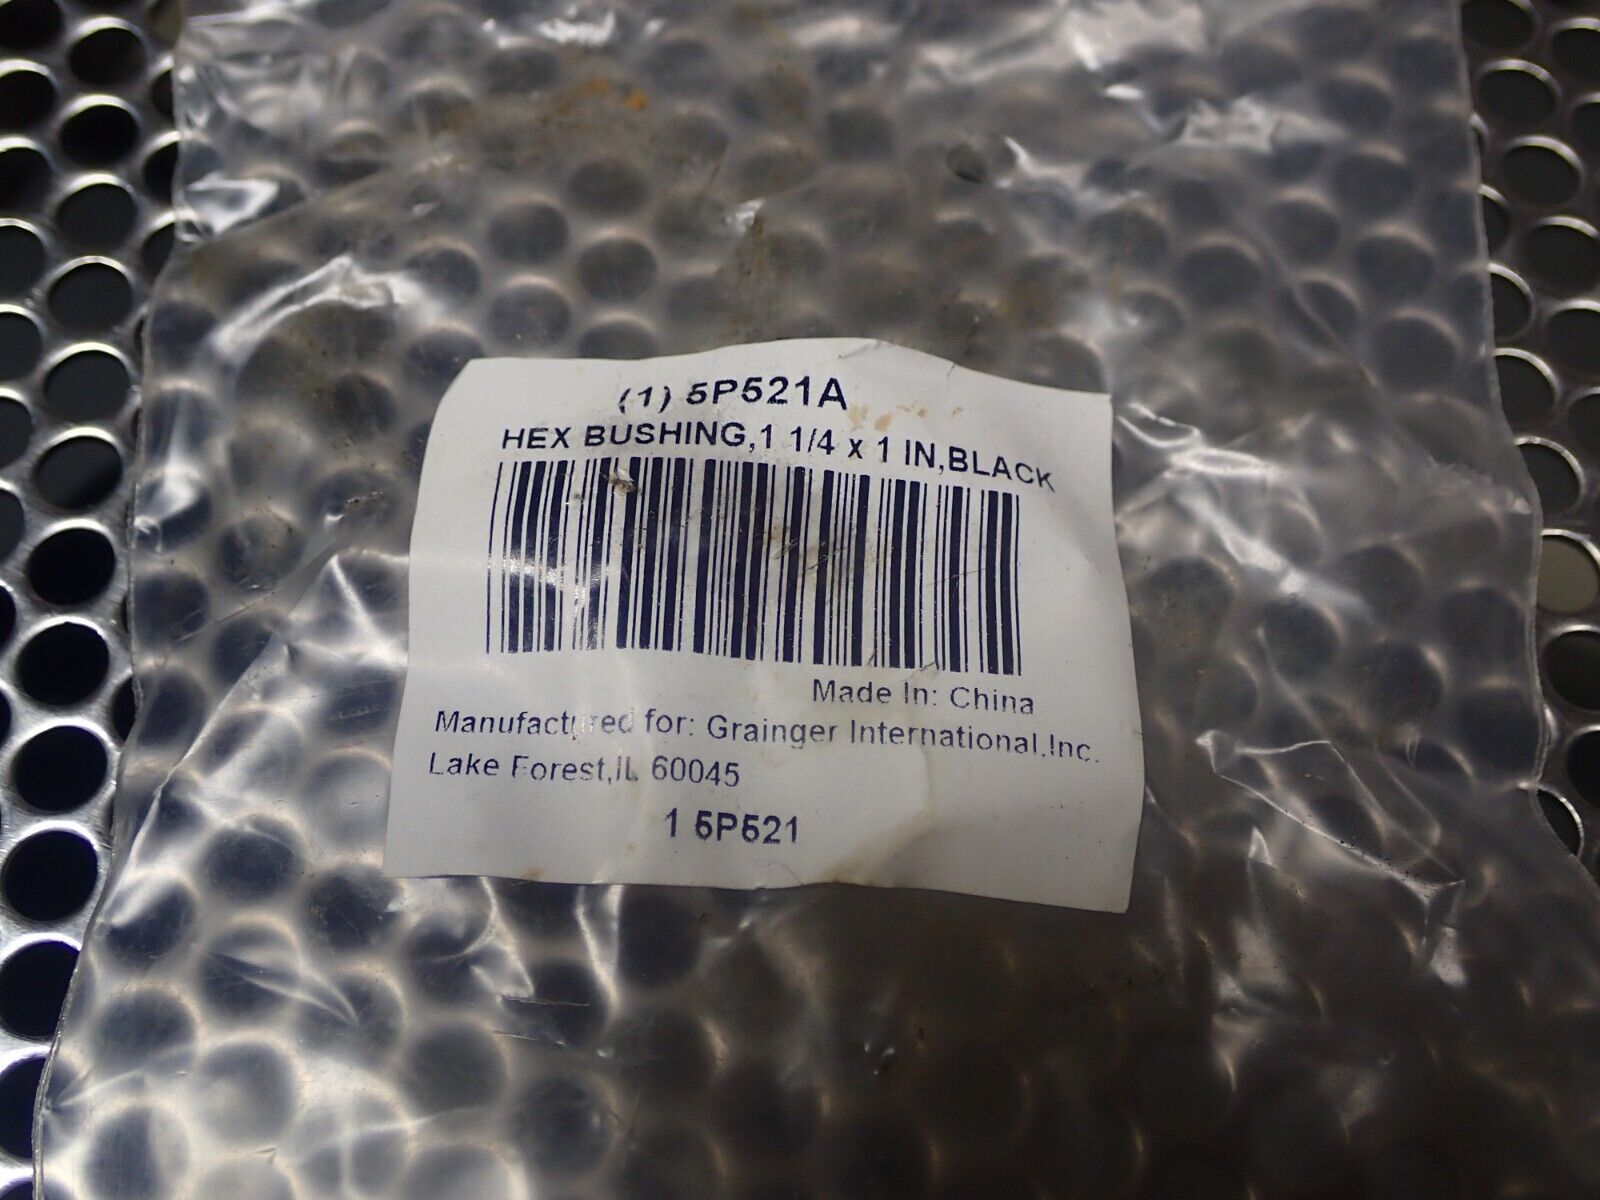 (1) 5P521A
HEX BUSHING,1 1/4 x 1 IN,BLACK
Made In: China
Manufactured for: Grainger International,Inc.
Lake Forest,IL 60045
1 5P521